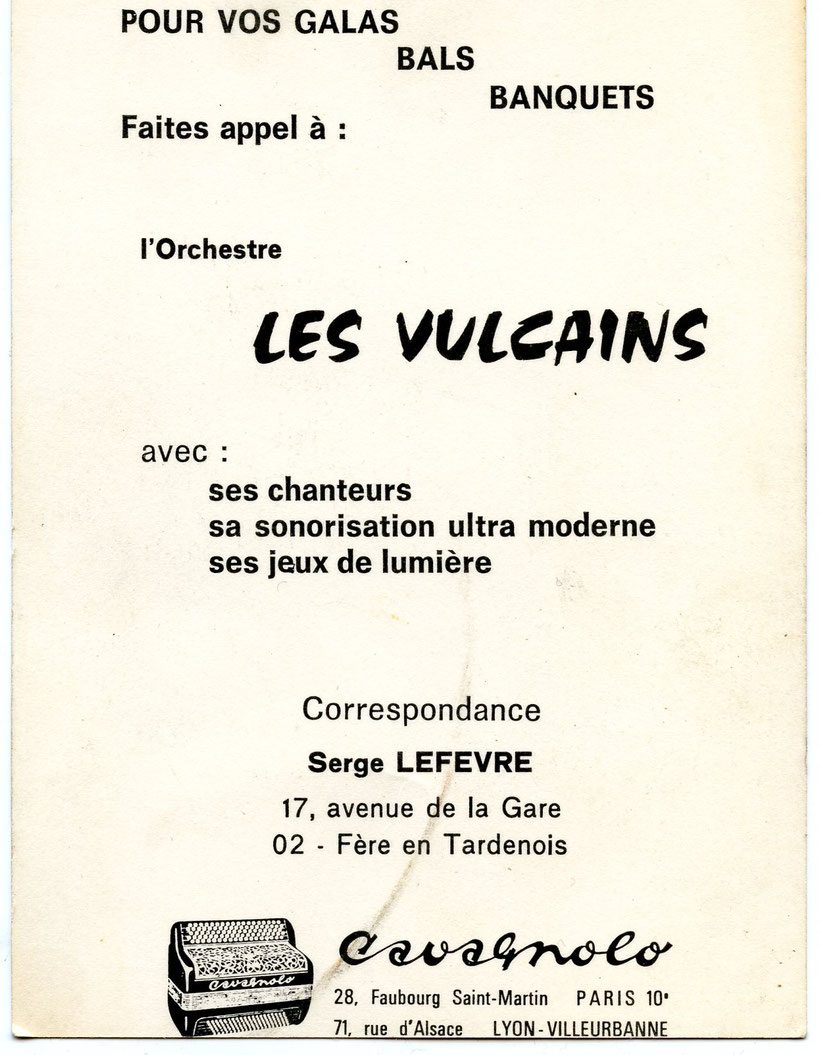 POUR VOS GALAS
BALS
BANQUETS
Faites appel à :
l'Orchestre
LES VULCAINS
avec :
ses chanteurs
sa sonorisation ultra moderne
ses jeux de lumière
Correspondance
Serge LEFEVRE
17, avenue de la Gare
02 - Fère en Tardenois
Cavagnolo
Cavagnolo
28, Faubourg Saint-Martin PARIS 10e
71, rue d'Alsace LYON-VILLEURBANNE